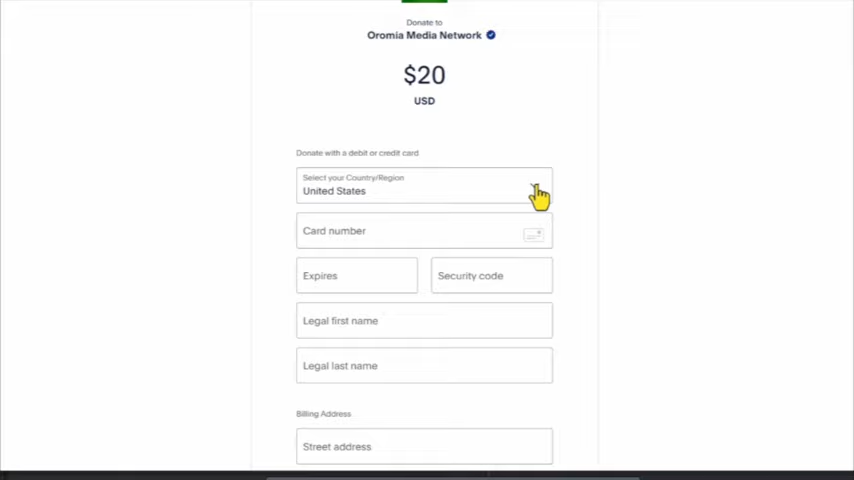 Donate to
Oromia Media Network
$20
USD
Donate with a debit or credit card
Select your Country/Region
United States
Card number
Expires
Security code
Legal first name
Legal last name
Billing Address
Street address